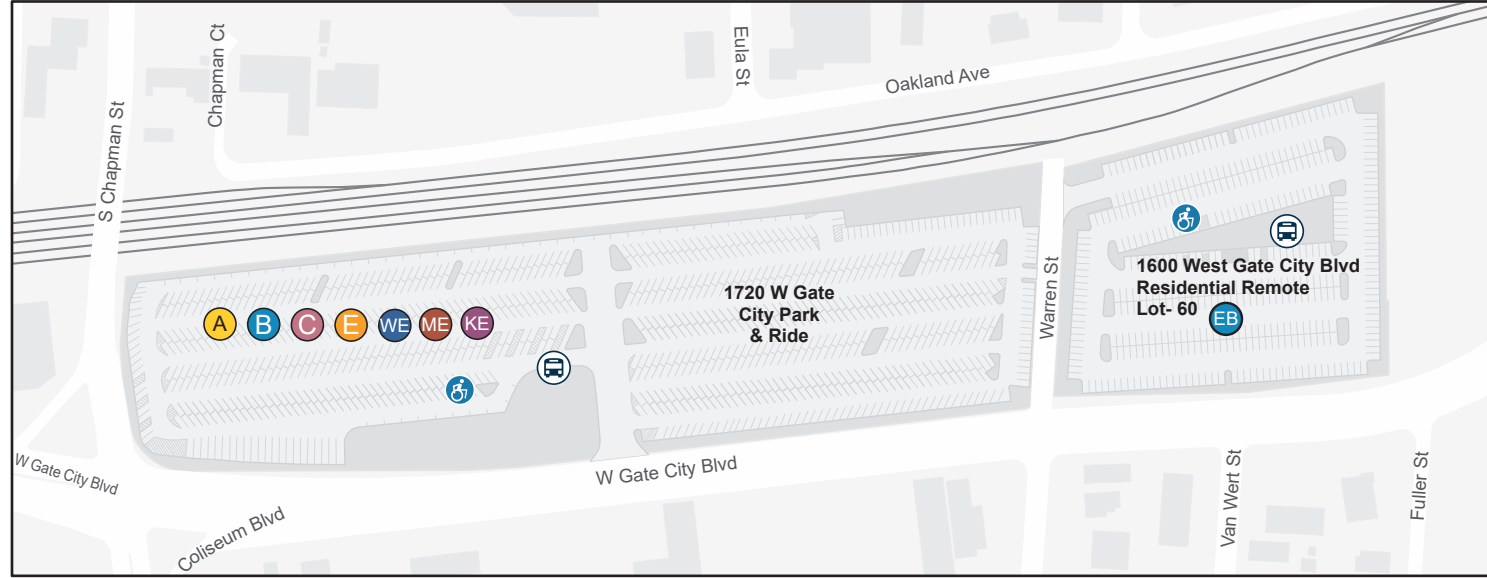 Chapman Ct
Eula St
Oakland Ave
S Chapman St
1600 West Gate City Blvd
Residential Remote
Lot- 60
EB
1720 W Gate
City Park
& Ride
Warren St
A
B
C
E
WE
ME
KE
W Gate City Blvd
W Gate City Blvd
Coliseum Blvd
Van Wert St
Fuller St